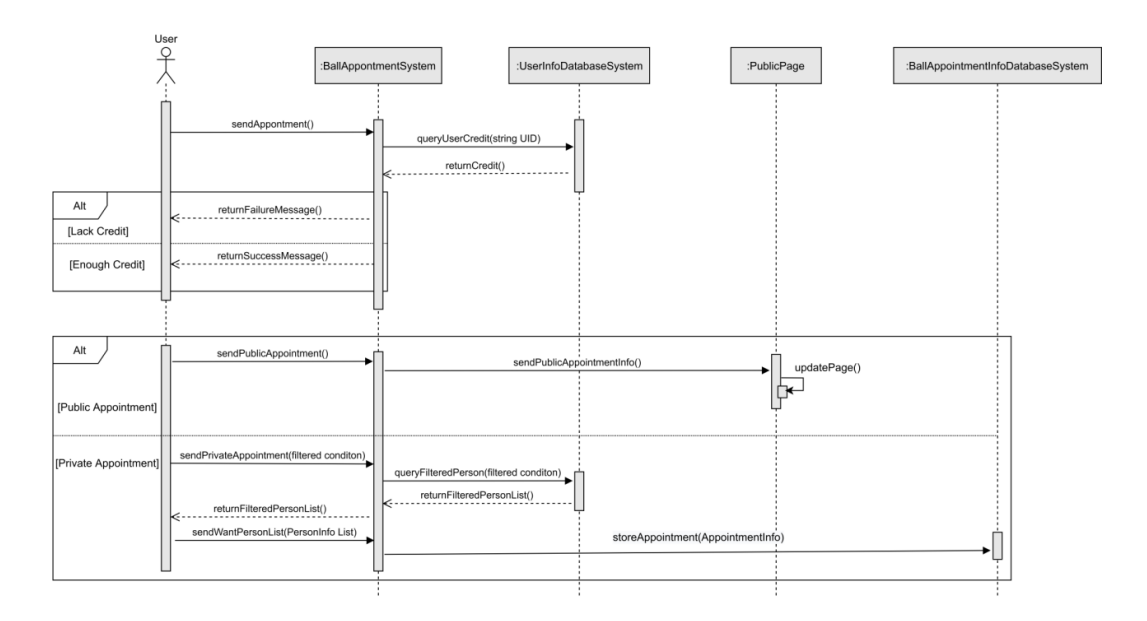 User
:BallAppontmentSystem
:UserInfoDatabaseSystem
:PublicPage
:BallAppointmentInfoDatabaseSystem
sendAppontment()
queryUserCredit(string UID)
returnCredit()
Alt
returnFailureMessage()
[Lack Credit]
returnSuccessMessage()
[Enough Credit]
Alt
sendPublicAppointment()
sendPublicAppointmentInfo()
updatePage()
[Public Appointment]
sendPrivateAppointment(filtered conditon)
[Private Appointment]
queryFilteredPerson(filtered conditon)
returnFilteredPersonList()
returnFilteredPersonList()
sendWantPersonList(PersonInfo List)
storeAppointment(AppointmentInfo)